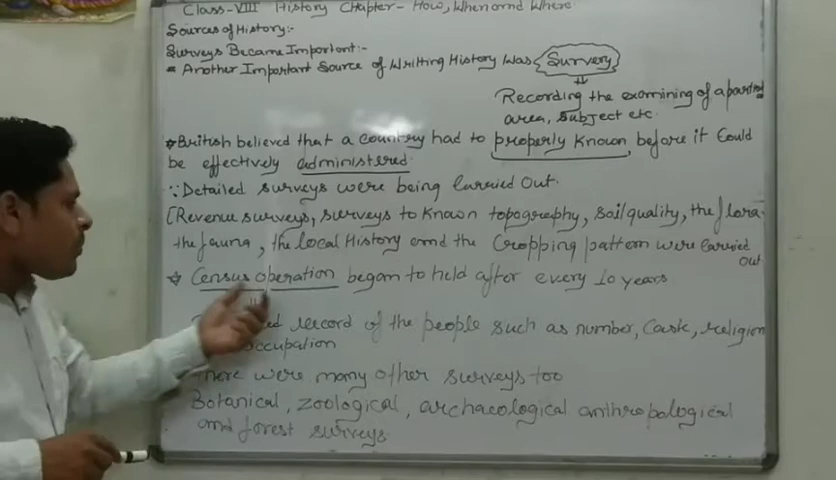 Class-VIII History Chapter- How, When and Where
Sources of History:-
Surveys Became Important:-
* Another Important Source of Writing History Was Survery
Recording the examining of a
area, Subject etc.
* British believed that a country had to properly Known before it Could
be effectively administered.
∵ Detailed surveys were being Carried Out.
[Revenue surveys, surveys to Known topography, Soil quality, the flora
the fauna, the local History and the Cropping pattern were Carried
Out
* Census operation began to held after every 10 years
record of the people such as number, Cask, religion
occupation
There were many other surveys too
Botanical, zoological, archaeological anthropological
and forest surveys